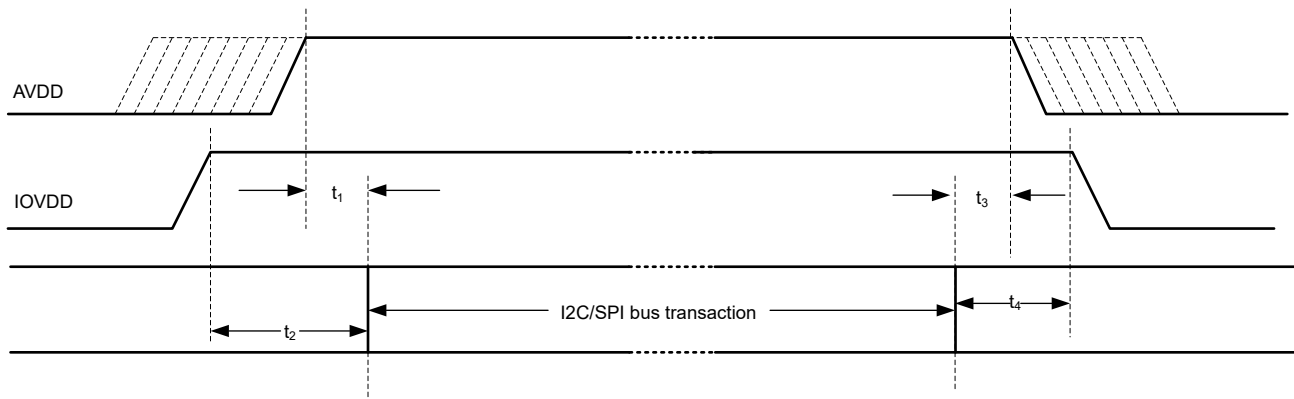 AVDD
IOVDD
t₁
t₃
I2C/SPI bus transaction
t₂
t₄